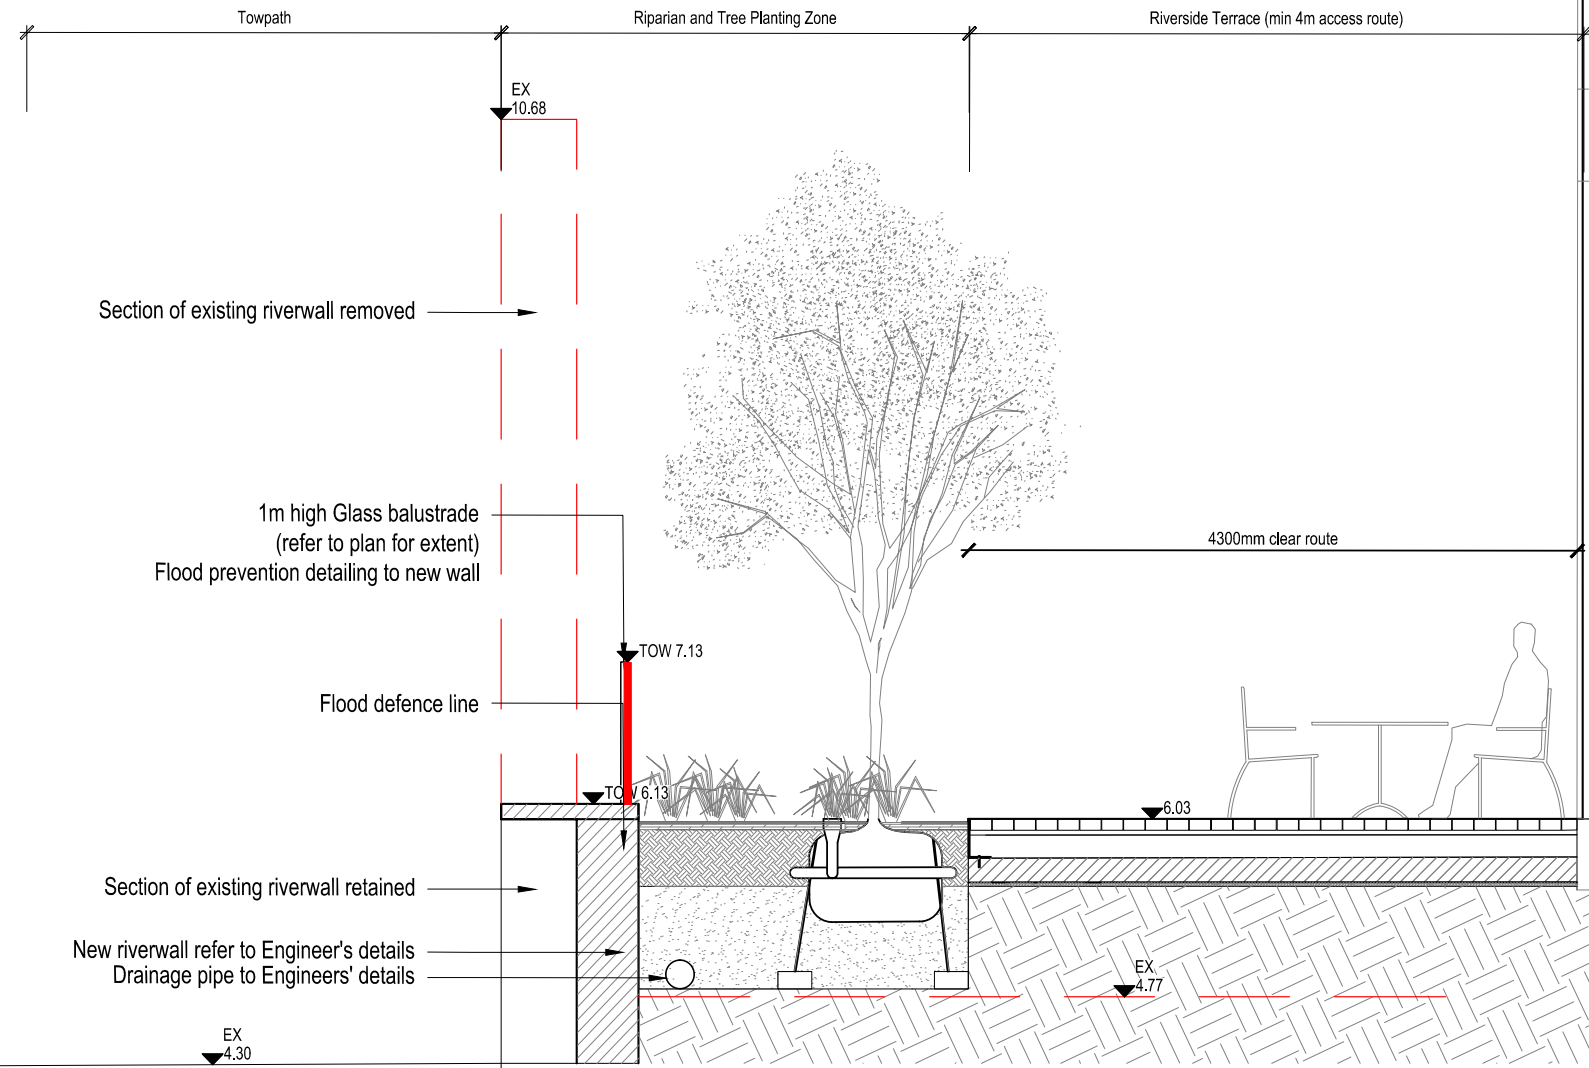 Towpath
Riparian and Tree Planting Zone
Riverside Terrace (min 4m access route)
EX
10.68
Section of existing riverwall removed
1m high Glass balustrade
(refer to plan for extent)
Flood prevention detailing to new wall
4300mm clear route
TOW 7.13
Flood defence line
TOW 6.13
6.03
Section of existing riverwall retained
New riverwall refer to Engineer's details
Drainage pipe to Engineers' details
EX
4.77
EX
4.30